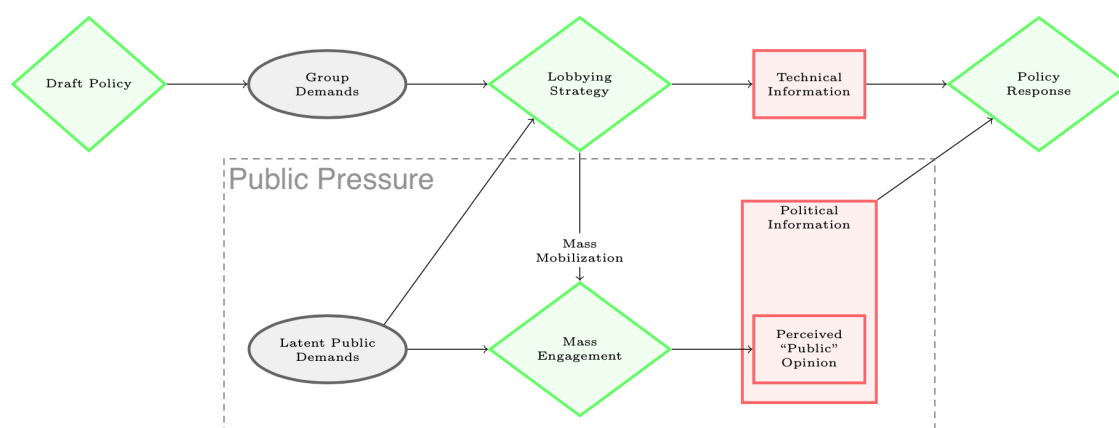 Draft Policy
Group
Demands
Lobbying
Strategy
Technical
Information
Policy
Response
Public Pressure
Political
Information
Mass
Mobilization
Latent Public
Demands
Mass
Engagement
Perceived
“Public”
Opinion